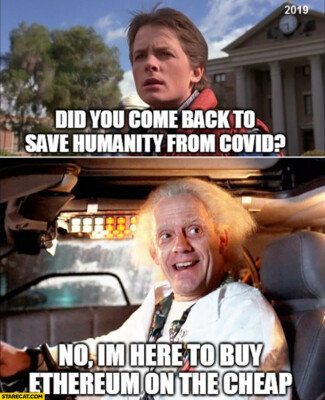 2019
DID YOU COME BACK TO
SAVE HUMANITY FROM COVID?
NO, IM HERE TO BUY
ETHEREUM ON THE CHEAP
STARECAT.COM